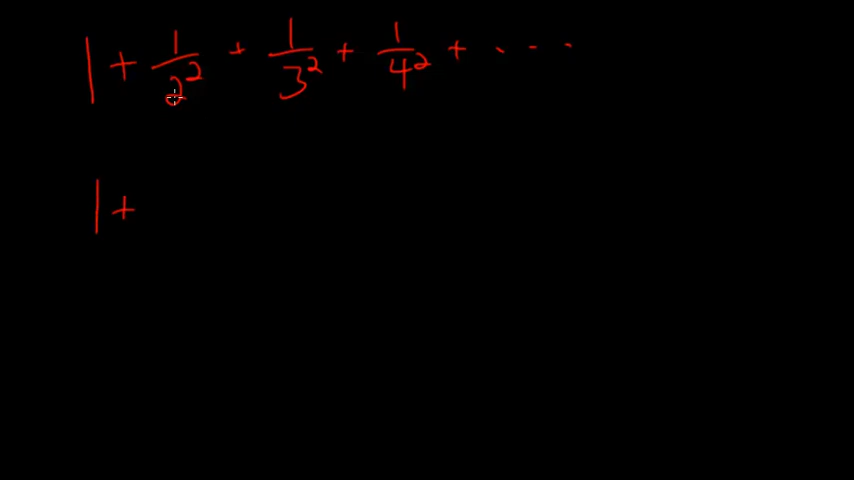 1 + 1/2² + 1/3² + 1/4² + ...
1 +